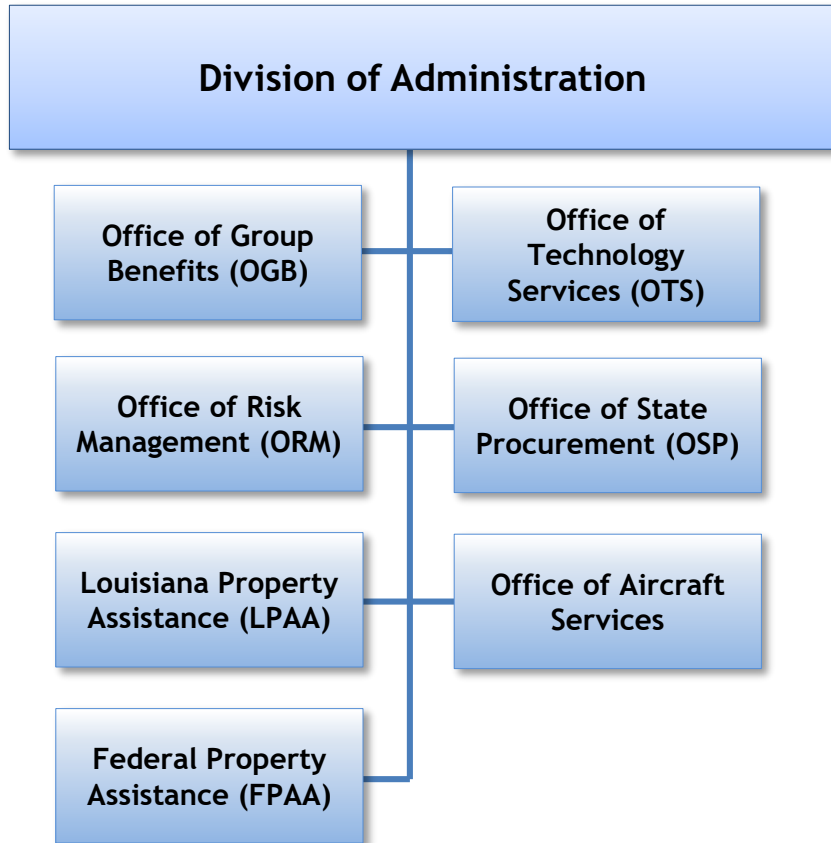 Division of Administration
Office of Group
Benefits (OGB)
Office of
Technology
Services (OTS)
Office of Risk
Management (ORM)
Office of State
Procurement (OSP)
Louisiana Property
Assistance (LPAA)
Office of Aircraft
Services
Federal Property
Assistance (FPAA)